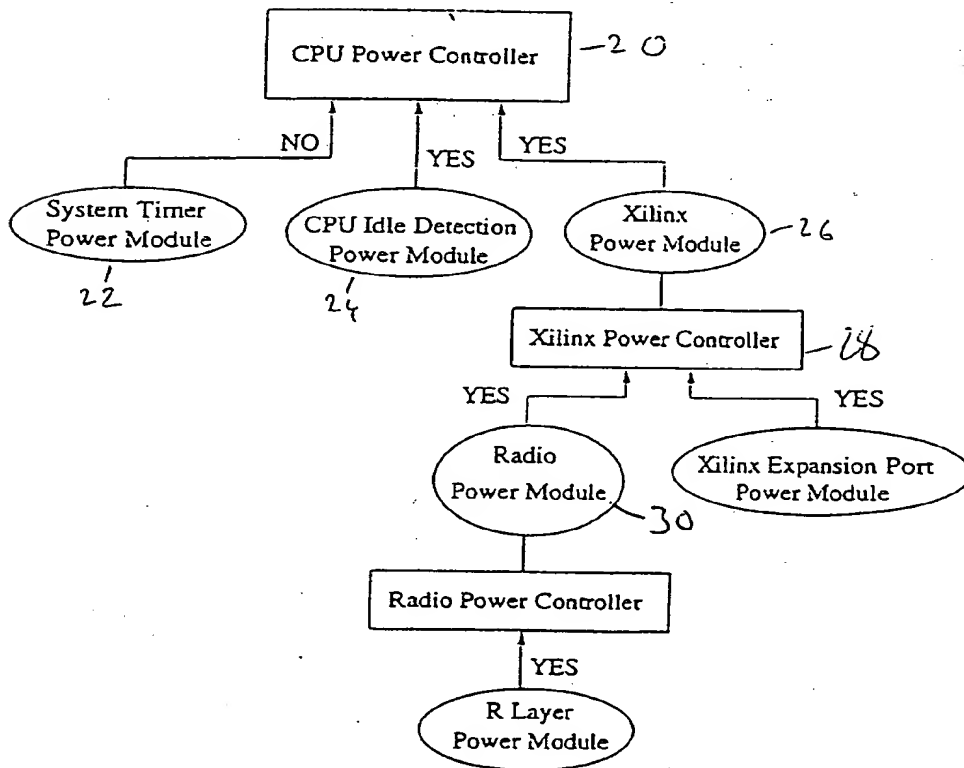 CPU Power Controller
20
NO
YES
YES
System Timer
Power Module
22
CPU Idle Detection
Power Module
24
Xilinx
Power Module
26
Xilinx Power Controller
28
YES
YES
Radio
Power Module
30
Xilinx Expansion Port
Power Module
Radio Power Controller
YES
R Layer
Power Module